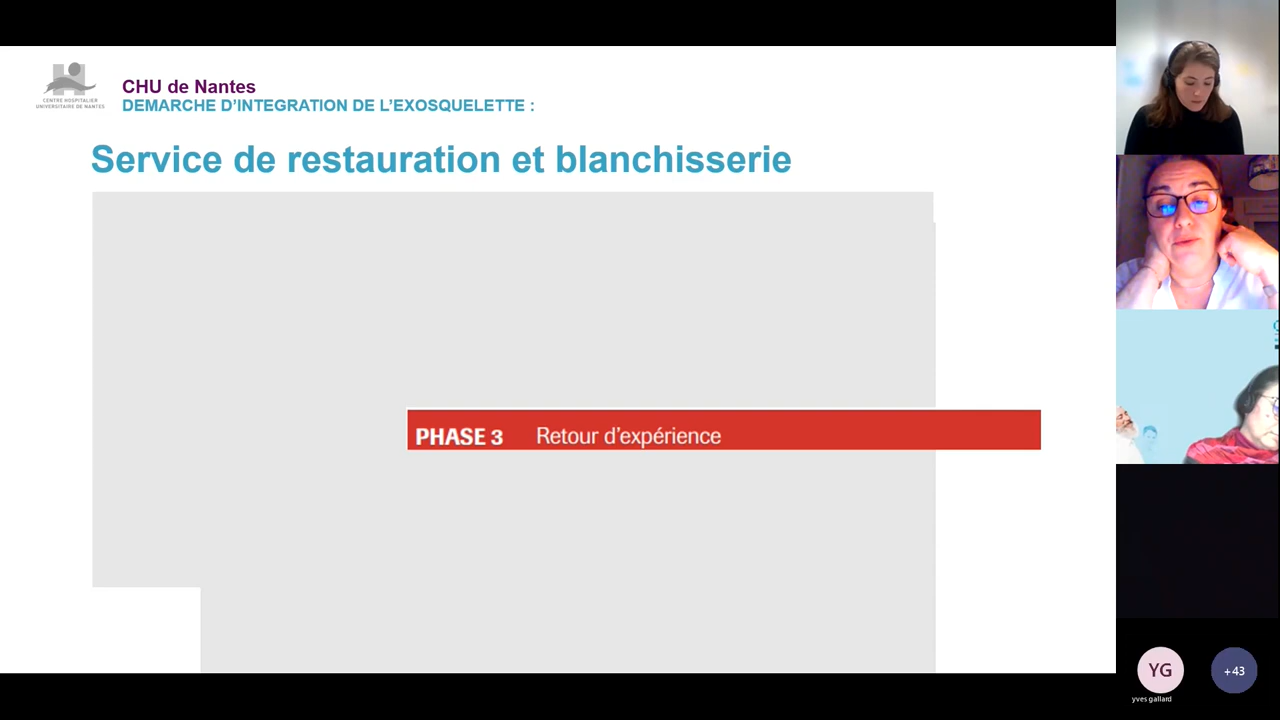 CENTRE HOSPITALIER
UNIVERSITAIRE DE NANTES
CHU de Nantes
DEMARCHE D’INTEGRATION DE L’EXOSQUELETTE :
Service de restauration et blanchisserie
PHASE 3 Retour d’expérience
YG
+43
yves gallard